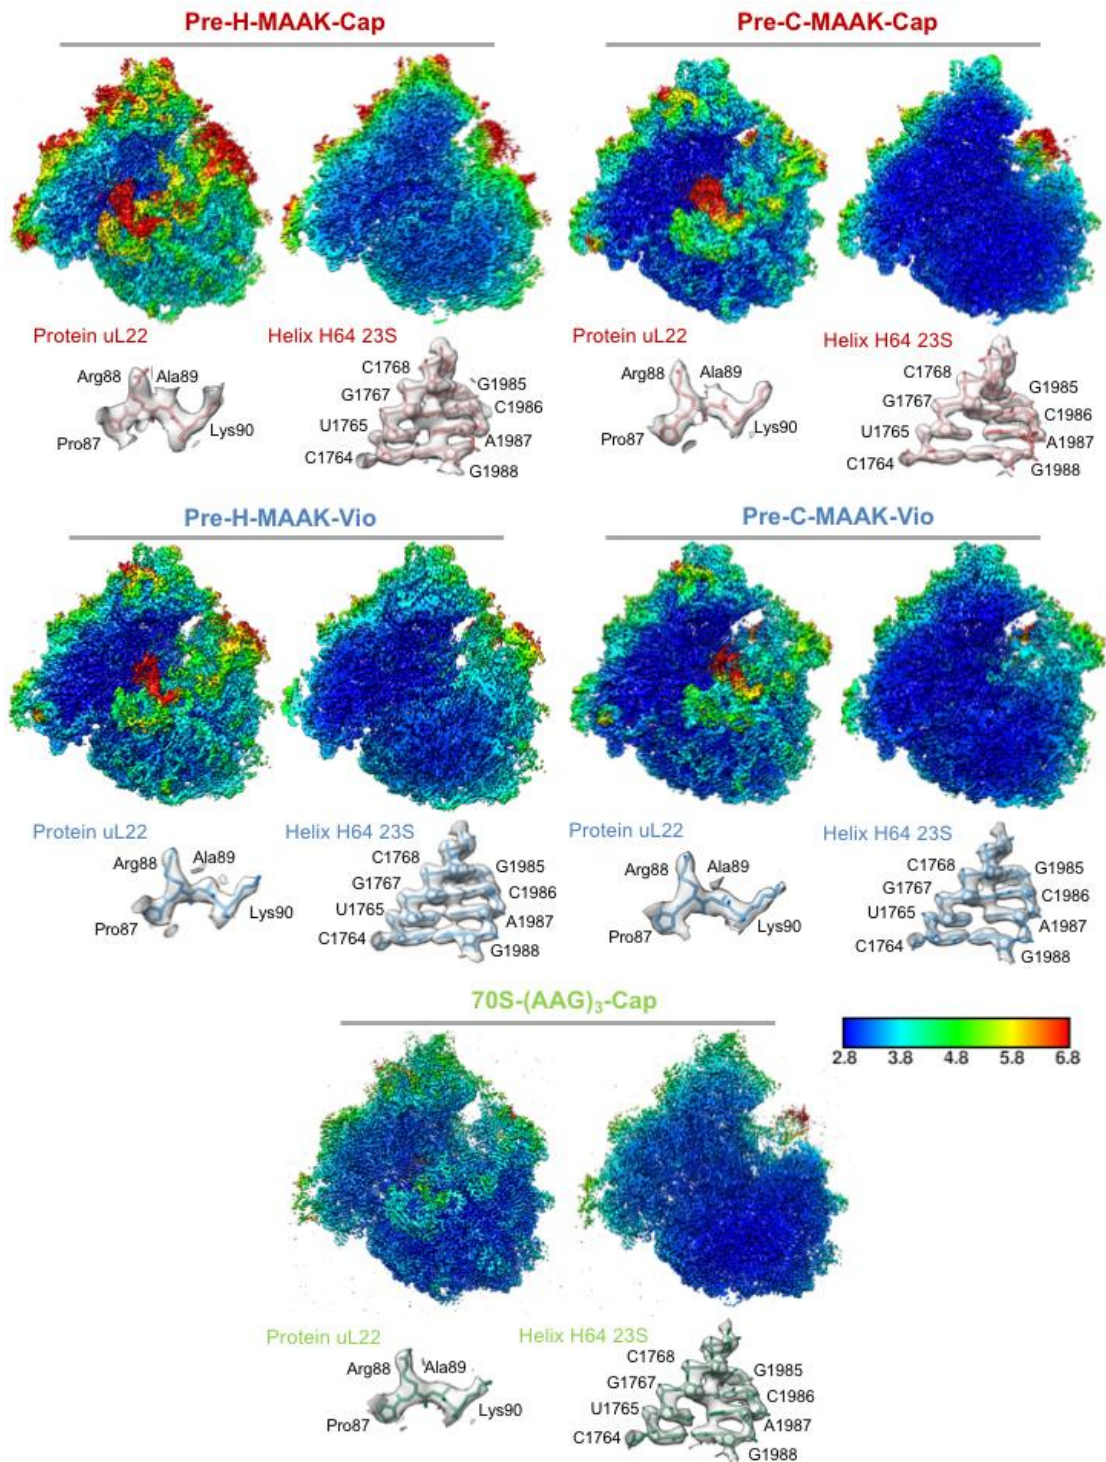 Pre-H-MAAK-Cap
Pre-C-MAAK-Cap
Protein uL22
Helix H64 23S
Arg88
Ala89
Pro87
Lys90
C1768
G1767
U1765
C1764
G1985
C1986
A1987
G1988
Protein uL22
Helix H64 23S
Arg88
Ala89
Pro87
Lys90
C1768
G1767
U1765
C1764
G1985
C1986
A1987
G1988
Pre-H-MAAK-Vio
Pre-C-MAAK-Vio
Protein uL22
Helix H64 23S
Arg88
Ala89
Pro87
Lys90
C1768
G1767
U1765
C1764
G1985
C1986
A1987
G1988
Protein uL22
Helix H64 23S
Arg88
Ala89
Pro87
Lys90
C1768
G1767
U1765
C1764
G1985
C1986
A1987
G1988
70S-(AAG)₃-Cap
2.8 3.8 4.8 5.8 6.8
Protein uL22
Helix H64 23S
Arg88
Ala89
Pro87
Lys90
C1768
G1767
U1765
C1764
G1985
C1986
A1987
G1988